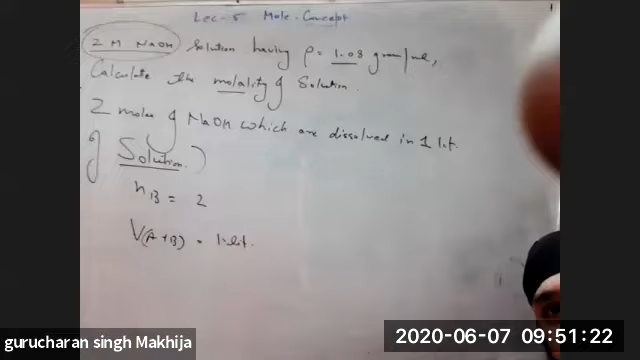 Lec-5 Mole-Concept
2 M NaOH Solution having ρ= 1.08 gram/ml,
Calculate the molality of Solution.
2 moles of NaOH which are dissolved in 1 lit.
of Solution.)
nB = 2
V(A+B) = 1 lit.
gurucharan singh Makhija
2020-06-07 09:51:22